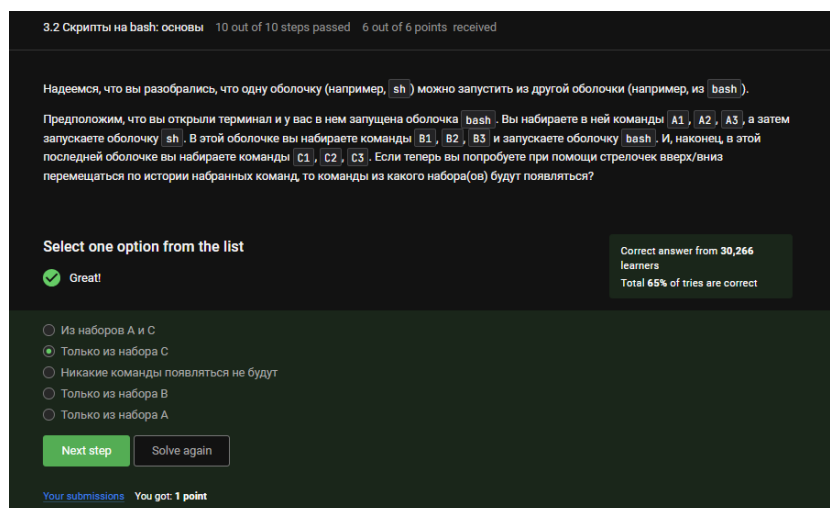 3.2 Скрипты на bash: основы 10 out of 10 steps passed 6 out of 6 points received
Надеемся, что вы разобрались, что одну оболочку (например, sh) можно запустить из другой оболочки (например, из bash).
Предположим, что вы открыли терминал и у вас в нем запущена оболочка bash. Вы набираете в ней команды A1, A2, A3, а затем
запускаете оболочку sh. В этой оболочке вы набираете команды B1, B2, B3 и запускаете оболочку bash. И, наконец, в этой
последней оболочке вы набираете команды C1, C2, C3. Если теперь вы попробуете при помощи стрелочек вверх/вниз
перемещаться по истории набранных команд, то команды из какого набора(ов) будут появляться?
Select one option from the list
Great!
Correct answer from 30,266
learners
Total 65% of tries are correct
Из наборов A и C
Только из набора C
Никакие команды появляться не будут
Только из набора B
Только из набора A
Next step
Solve again
Your submissions You got: 1 point